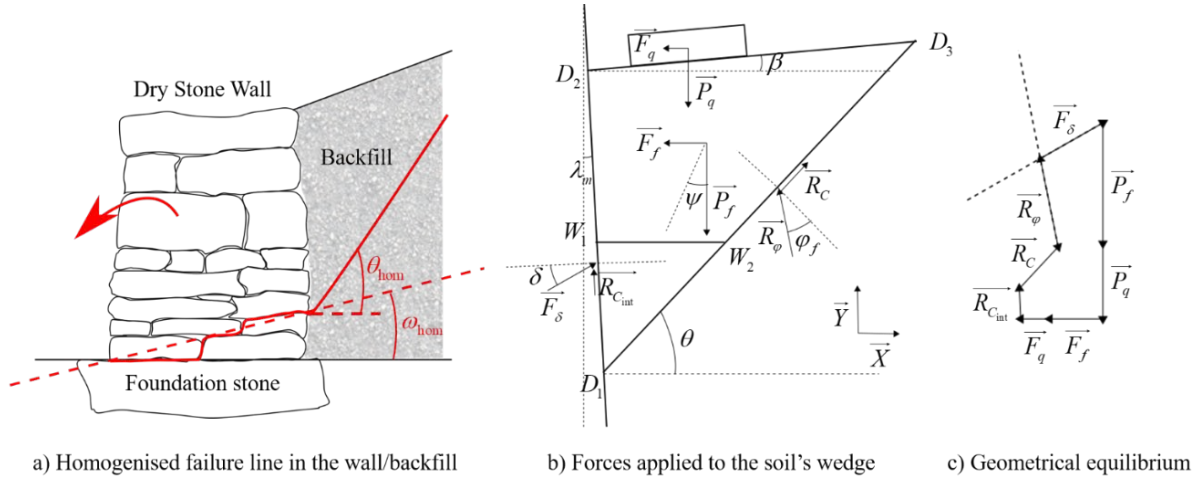 Dry Stone Wall
Backfill
θhom
ωhom
Foundation stone
a) Homogenised failure line in the wall/backfill
D2
Fq
Pq
β
D3
λm
Ff
ψ
Pf
RC
Rφ
φf
W1
W2
δ
Fδ
RCint
θ
D1
Y
X
b) Forces applied to the soil's wedge
Fδ
Pf
Rφ
RC
RCint
Pq
Fq
Ff
c) Geometrical equilibrium